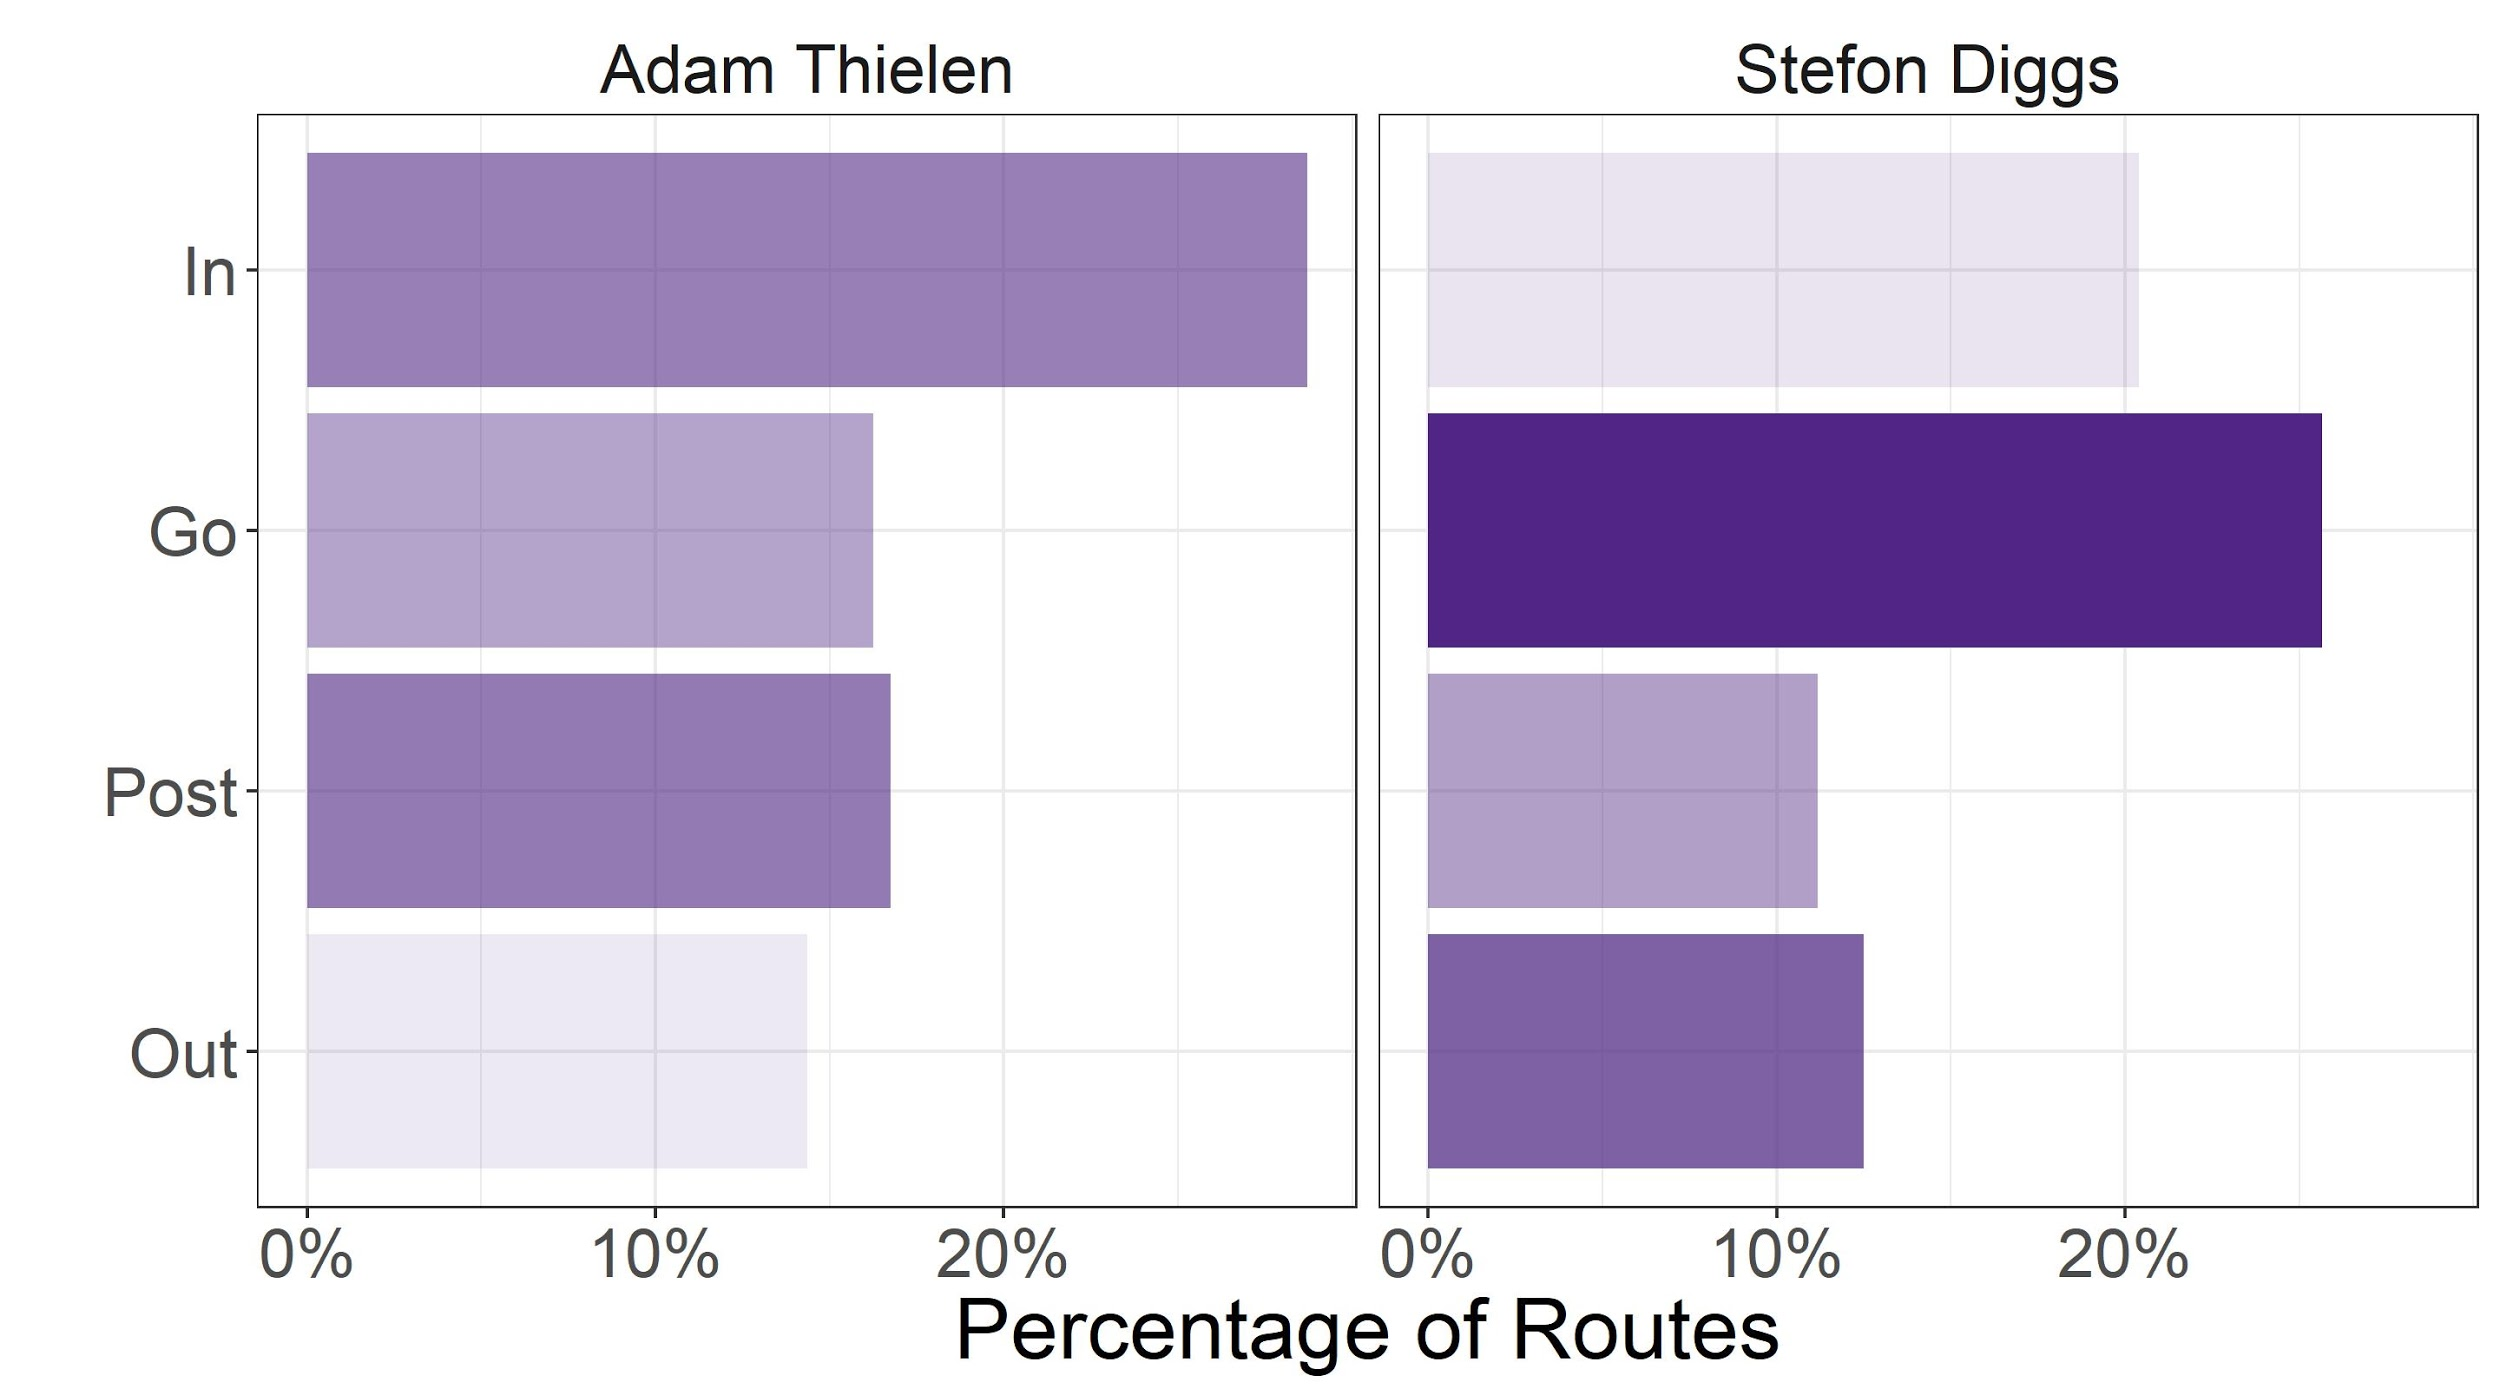 Adam Thielen
Stefon Diggs
In
Go
Post
Out
0% 10% 20%
0% 10% 20%
Percentage of Routes